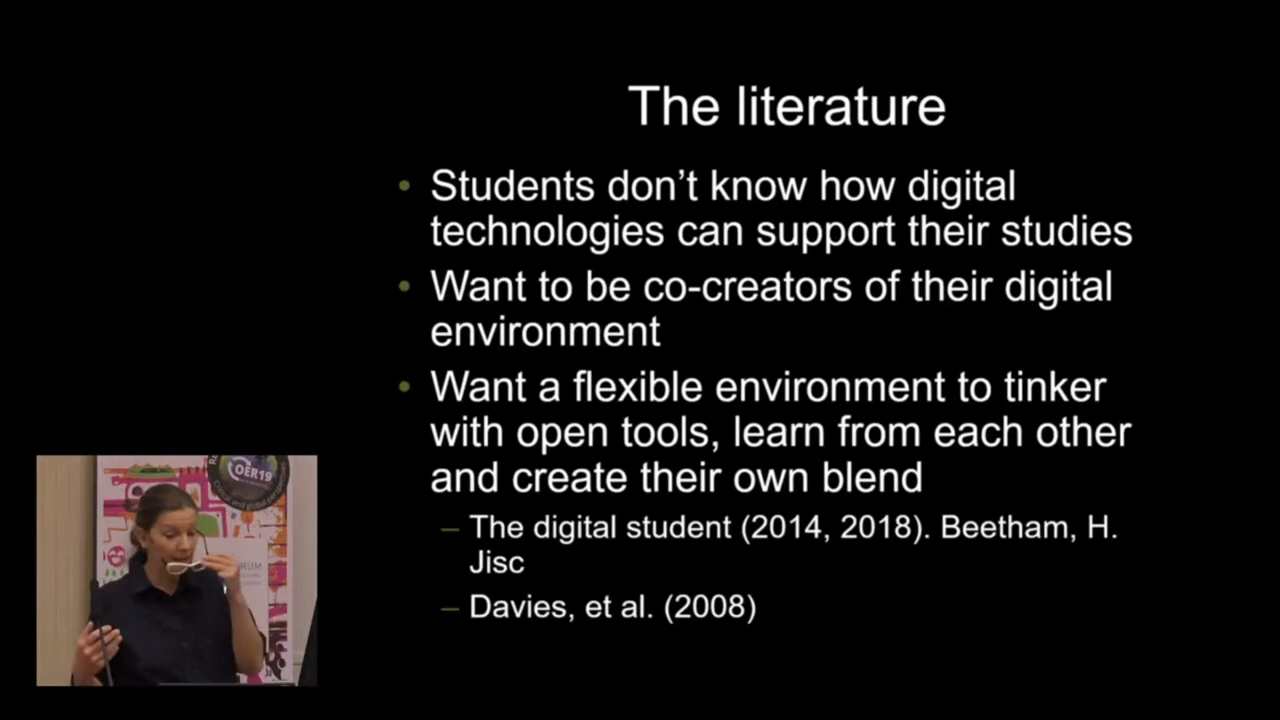 The literature
• Students don't know how digital
technologies can support their studies
• Want to be co-creators of their digital
environment
• Want a flexible environment to tinker
with open tools, learn from each other
and create their own blend
– The digital student (2014, 2018). Beetham, H.
Jisc
– Davies, et al. (2008)
OER19